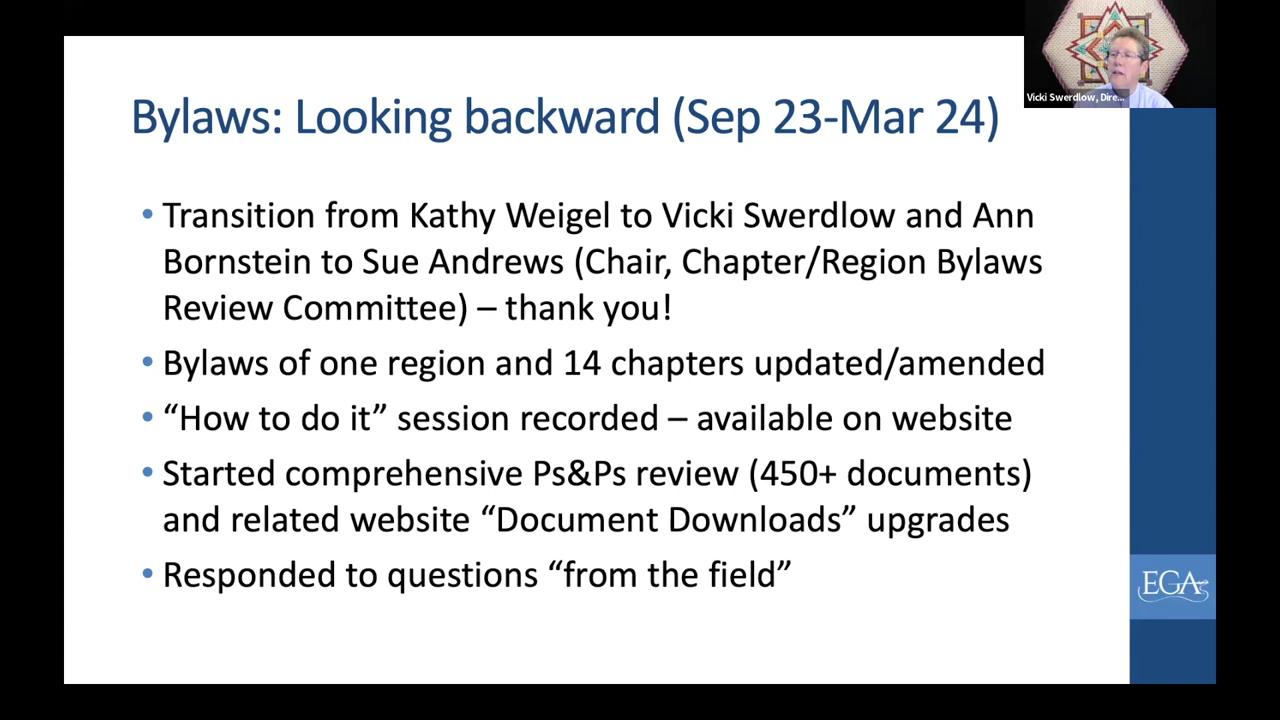 Vicki Swerdlow, Dire...
Bylaws: Looking backward (Sep 23-Mar 24)
• Transition from Kathy Weigel to Vicki Swerdlow and Ann
Bornstein to Sue Andrews (Chair, Chapter/Region Bylaws
Review Committee) – thank you!
• Bylaws of one region and 14 chapters updated/amended
• “How to do it” session recorded – available on website
• Started comprehensive Ps&Ps review (450+ documents)
and related website “Document Downloads” upgrades
• Responded to questions “from the field”
EGA